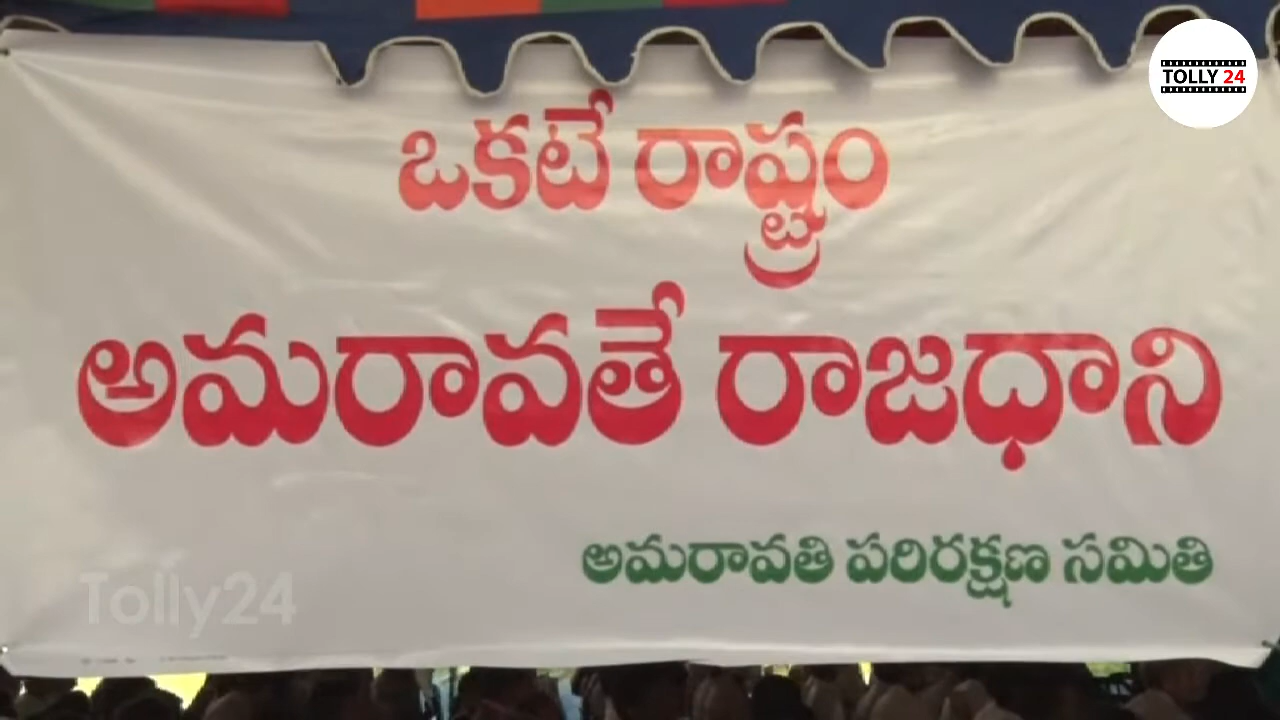 TOLLY 24
ఒకటే రాష్ట్రం
అమరావతే రాజధాని
అమరావతి పరిరక్షణ సమితి
Tolly24